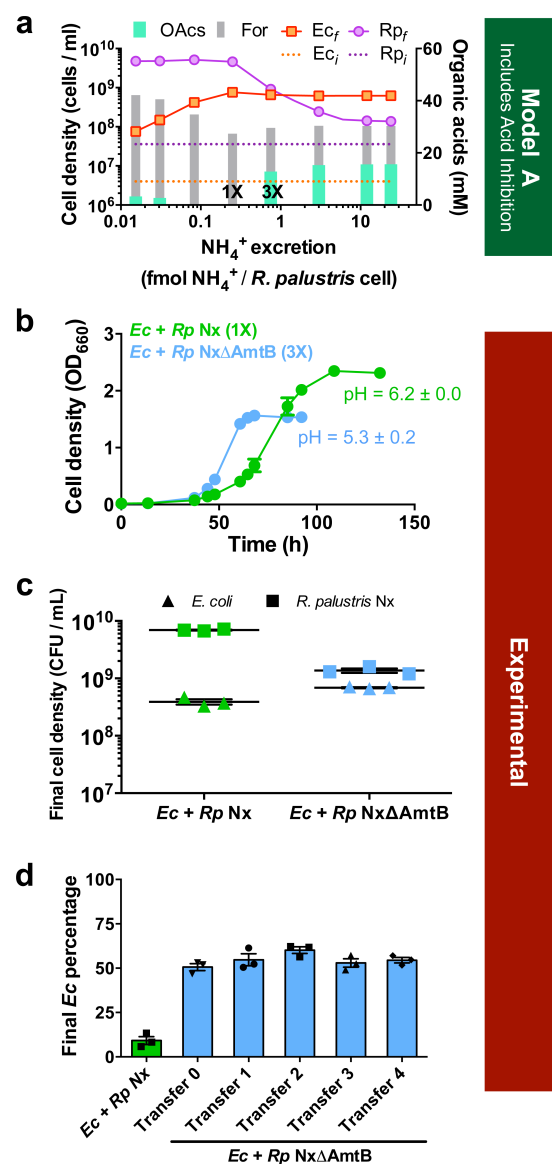 a
OAcs For Ec_f Rp_f
Ec_i Rp_i
Cell density (cells / ml)
10^10
10^9
10^8
10^7
10^6
60
40
20
0
Organic acids (mM)
1X 3X
0.01 0.1 1 10
NH4+ excretion
(fmol NH4+ / R. palustris cell)
Model A
Includes Acid Inhibition
b
Ec + Rp Nx (1X)
Ec + Rp NxΔAmtB (3X)
Cell density (OD660)
3
2
1
0
pH = 6.2 ± 0.0
pH = 5.3 ± 0.2
0 50 100 150
Time (h)
c
E. coli R. palustris Nx
Final cell density (CFU / mL)
10^10
10^9
10^8
10^7
Ec + Rp Nx Ec + Rp NxΔAmtB
Experimental
d
Final Ec percentage
100
75
50
25
0
Ec + Rp Nx
Transfer 0
Transfer 1
Transfer 2
Transfer 3
Transfer 4
Ec + Rp NxΔAmtB